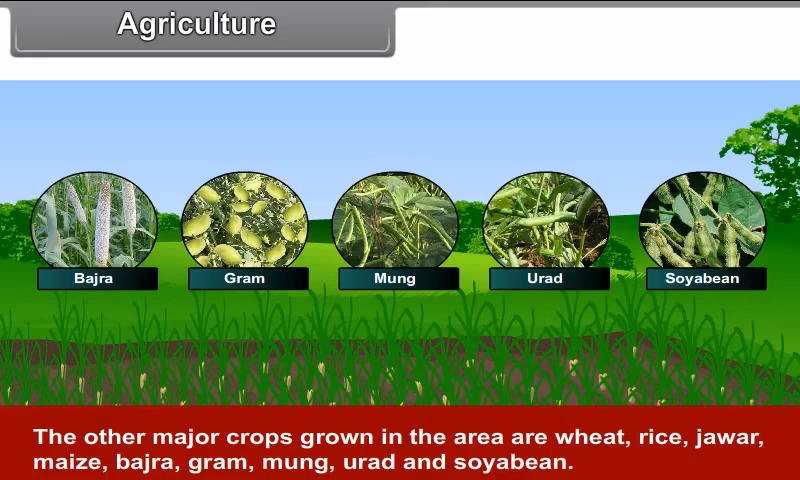 Agriculture
Bajra
Gram
Mung
Urad
Soyabean
The other major crops grown in the area are wheat, rice, jawar,
maize, bajra, gram, mung, urad and soyabean.